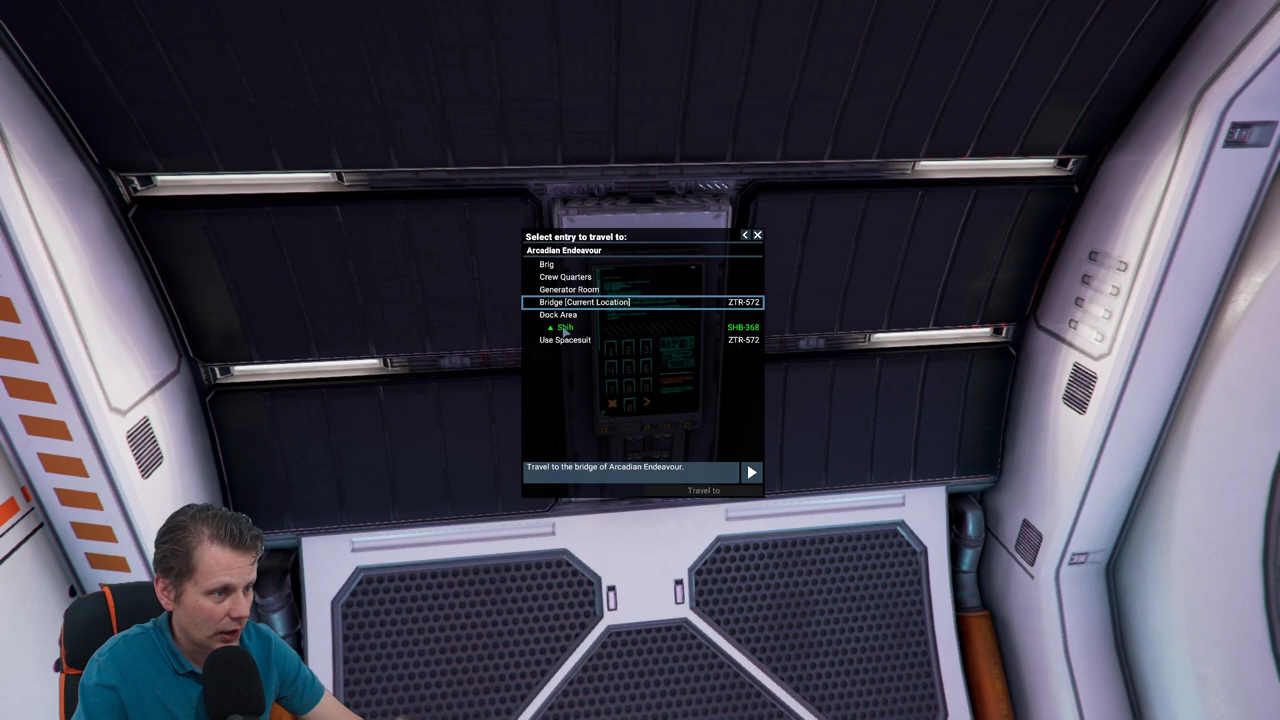 Select entry to travel to:
Arcadian Endeavour
Brig
Crew Quarters
Generator Room
Bridge [Current Location] ZTR-572
Dock Area
Shih SHB-368
Use Spacesuit ZTR-572
Travel to the bridge of Arcadian Endeavour.
Travel to